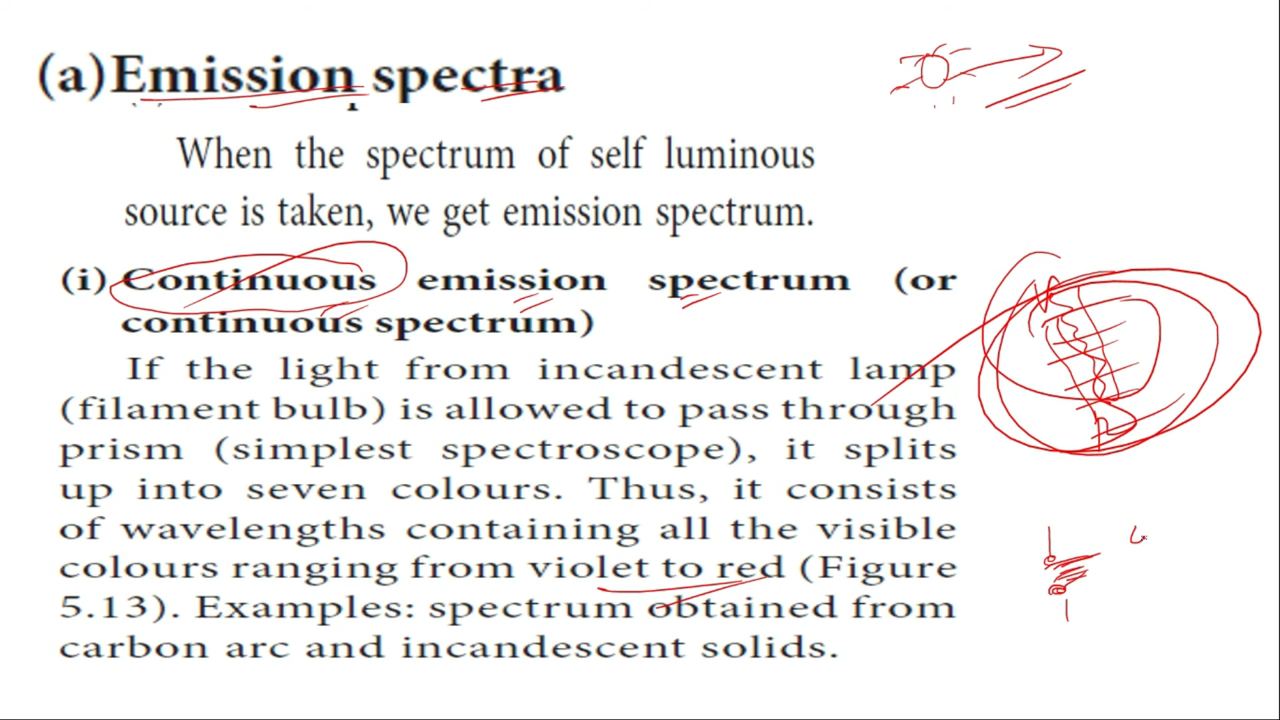 (a) Emission spectra
When the spectrum of self luminous
source is taken, we get emission spectrum.
(i) Continuous emission spectrum (or
continuous spectrum)
If the light from incandescent lamp
(filament bulb) is allowed to pass through
prism (simplest spectroscope), it splits
up into seven colours. Thus, it consists
of wavelengths containing all the visible
colours ranging from violet to red (Figure
5.13). Examples: spectrum obtained from
carbon arc and incandescent solids.